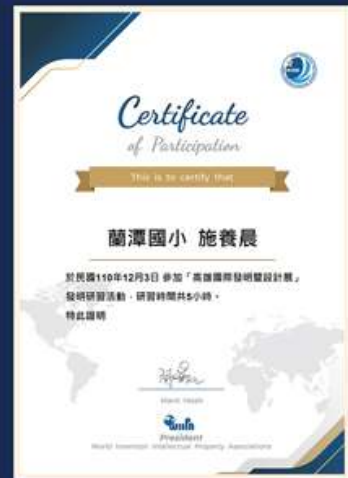 Certificate
of Participation
This is to certify that
蘭潭國小 施養晨
於民國110年12月3日 參加「高雄國際發明暨設計展」
發明研習活動，研習時間共5小時。
特此證明
President
World Invention Intellectual Property Associations